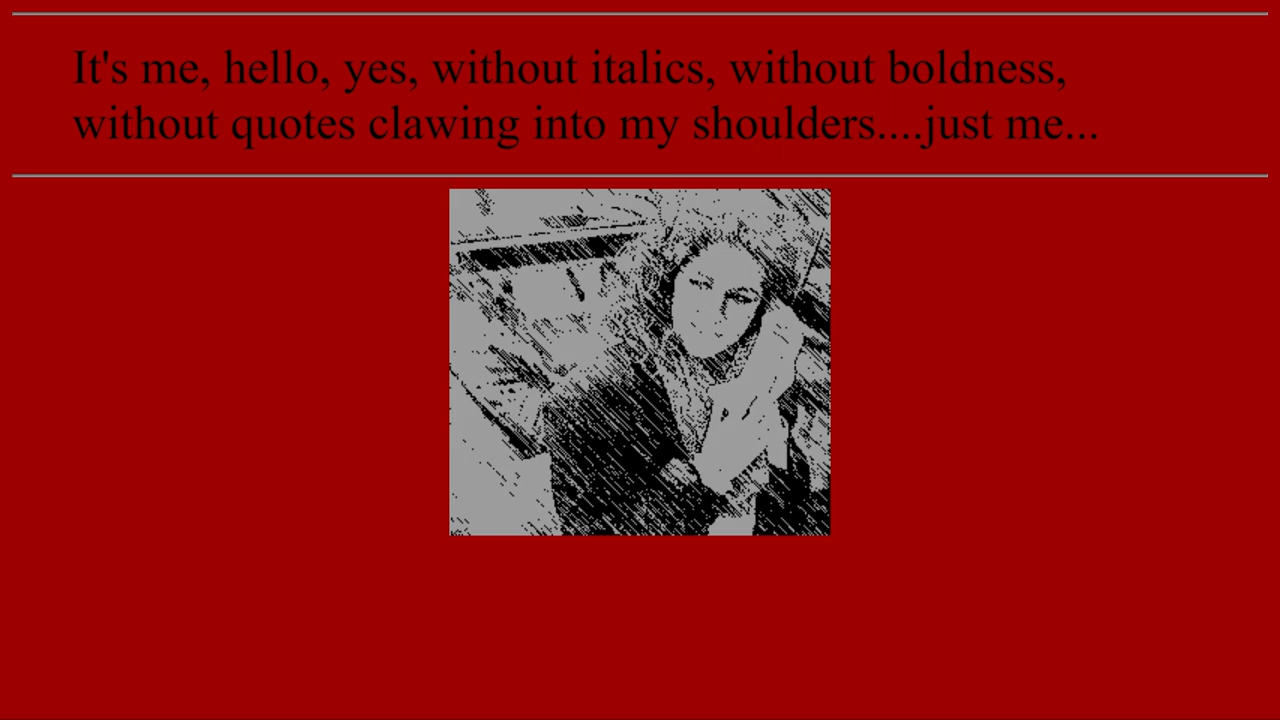 It's me, hello, yes, without italics, without boldness,
without quotes clawing into my shoulders....just me...